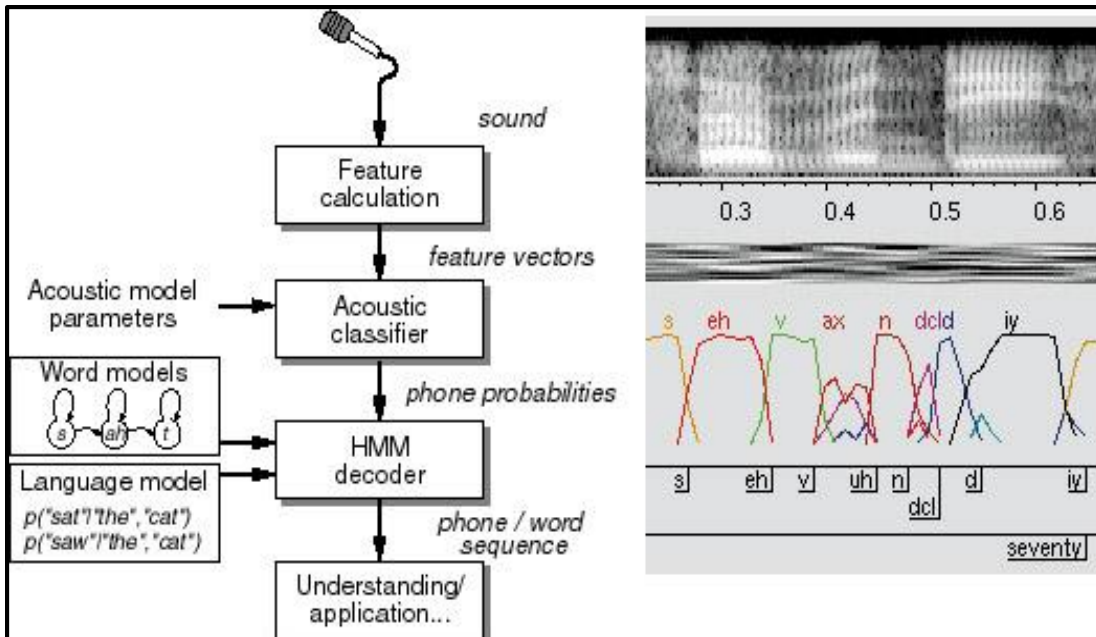 sound
Feature
calculation
feature vectors
Acoustic model
parameters
Acoustic
classifier
phone probabilities
Word models
s ah t
HMM
decoder
Language model
p("sat"|"the","cat")
p("saw"|"the","cat")
phone / word
sequence
Understanding/
application...
0.3 0.4 0.5 0.6
s eh v ax n dcl d iy
s eh v uh n d iy
dcl
seventy